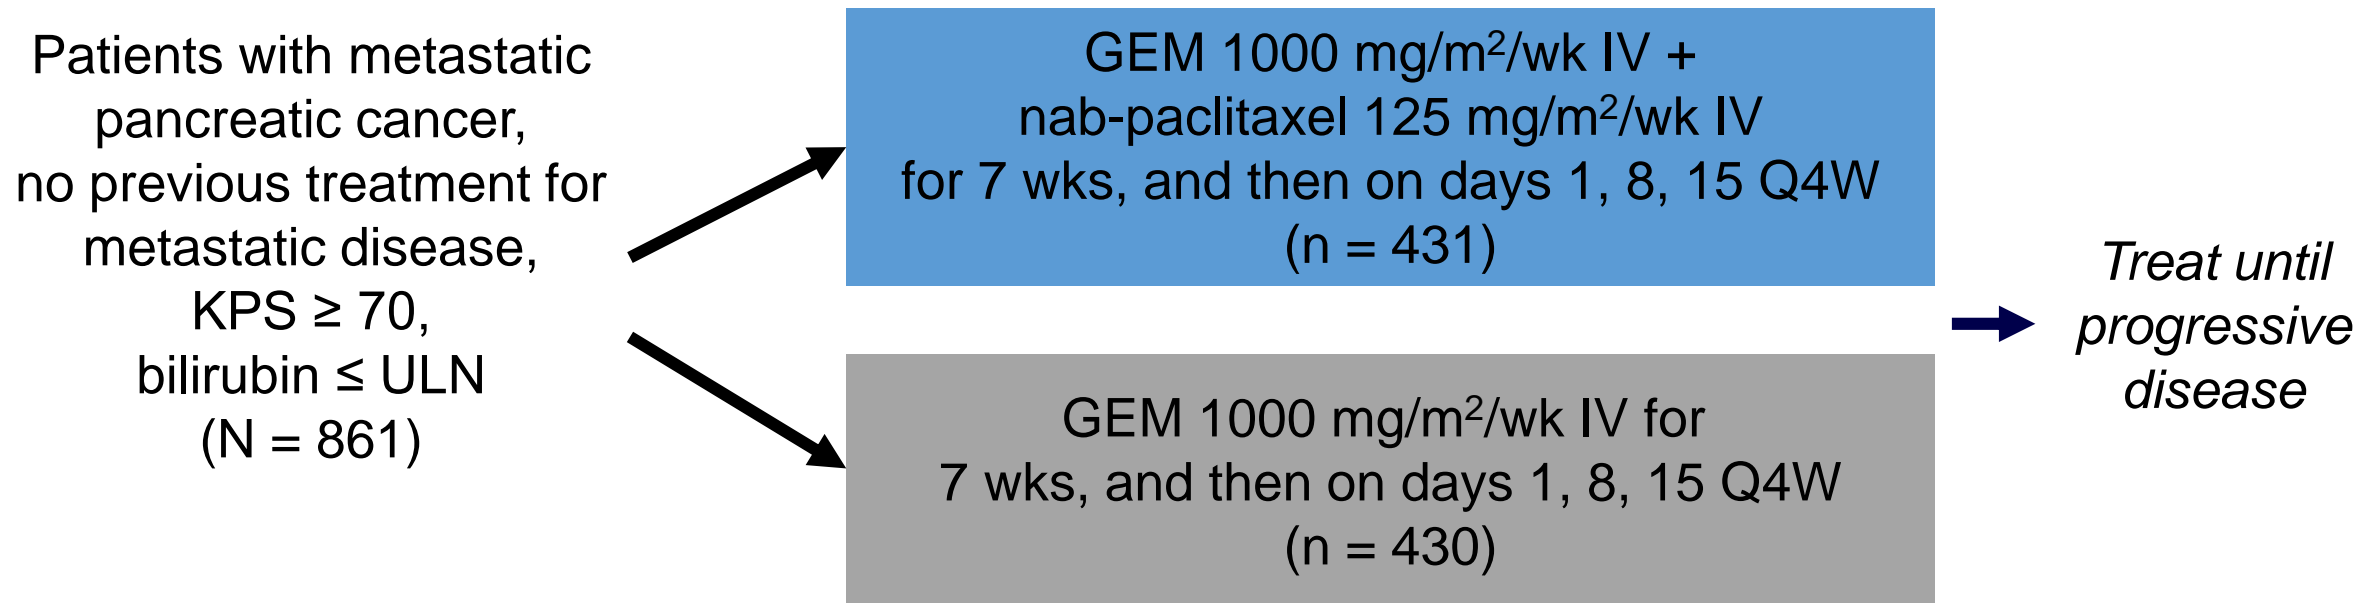 Patients with metastatic
pancreatic cancer,
no previous treatment for
metastatic disease,
KPS ≥ 70,
bilirubin ≤ ULN
(N = 861)
GEM 1000 mg/m²/wk IV +
nab-paclitaxel 125 mg/m²/wk IV
for 7 wks, and then on days 1, 8, 15 Q4W
(n = 431)
GEM 1000 mg/m²/wk IV for
7 wks, and then on days 1, 8, 15 Q4W
(n = 430)
Treat until
progressive
disease